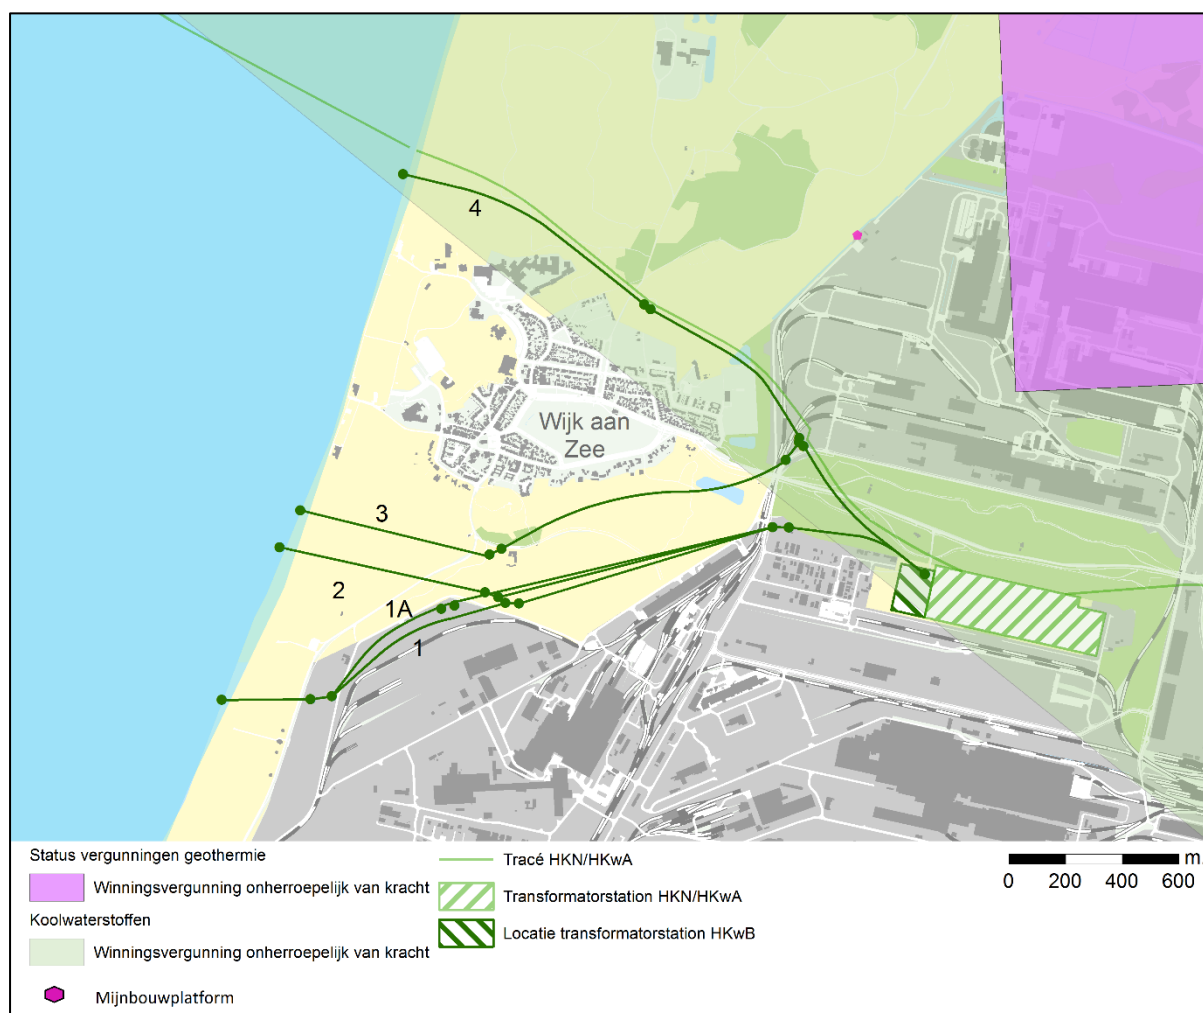 4
Wijk aan
Zee
3
2
1A
1
Status vergunningen geothermie
Winningsvergunning onherroepelijk van kracht
Koolwaterstoffen
Winningsvergunning onherroepelijk van kracht
Mijnbouwplatform
Tracé HKN/HKwA
Transformatorstation HKN/HKwA
Locatie transformatorstation HKwB
m.
0 200 400 600